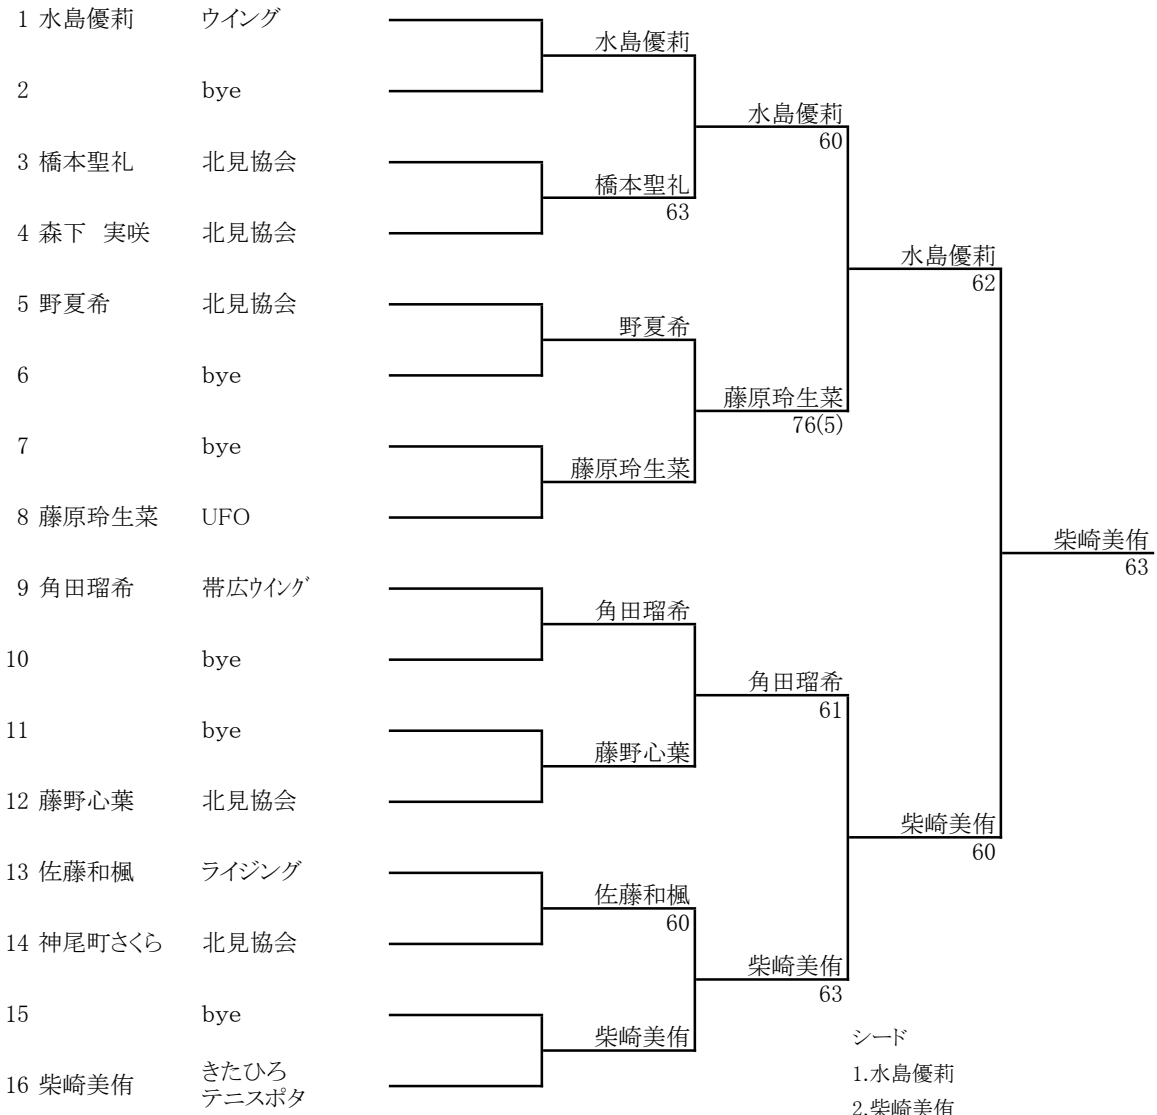 1 水島優莉 ウイング
2 bye
3 橋本聖礼 北見協会
4 森下　実咲 北見協会
5 野夏希 北見協会
6 bye
7 bye
8 藤原玲生菜 UFO
9 角田瑠希 帯広ｳｲﾝｸﾞ
10 bye
11 bye
12 藤野心葉 北見協会
13 佐藤和楓 ライジング
14 神尾町さくら 北見協会
15 bye
16 柴崎美侑 きたひろ
テニスポタ
水島優莉
橋本聖礼
63
野夏希
藤原玲生菜
角田瑠希
藤野心葉
佐藤和楓
60
柴崎美侑
水島優莉
60
藤原玲生菜
76(5)
角田瑠希
61
柴崎美侑
63
水島優莉
62
柴崎美侑
60
柴崎美侑
63
シード
1.水島優莉
2.柴崎美侑